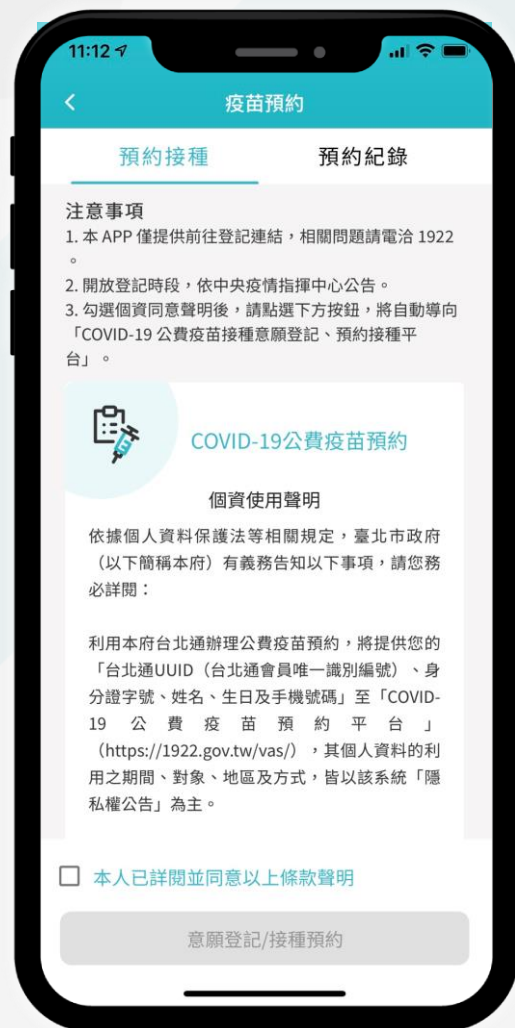 11:12
疫苗預約
預約接種 預約紀錄
注意事項
1. 本 APP 僅提供前往登記連結，相關問題請電洽 1922
。
2. 開放登記時段，依中央疫情指揮中心公告。
3. 勾選個資同意聲明後，請點選下方按鈕，將自動導向
「COVID-19 公費疫苗接種意願登記、預約接種平
台」。
COVID-19公費疫苗預約
個資使用聲明
依據個人資料保護法等相關規定，臺北市政府
（以下簡稱本府）有義務告知以下事項，請您務
必詳閱：
利用本府台北通辦理公費疫苗預約，將提供您的
「台北通UUID（台北通會員唯一識別編號）、身
分證字號、姓名、生日及手機號碼」至「COVID-
19 公費疫苗預約平台」
（https://1922.gov.tw/vas/），其個人資料的利
用之期間、對象、地區及方式，皆以該系統「隱
私權公告」為主。
本人已詳閱並同意以上條款聲明
意願登記/接種預約